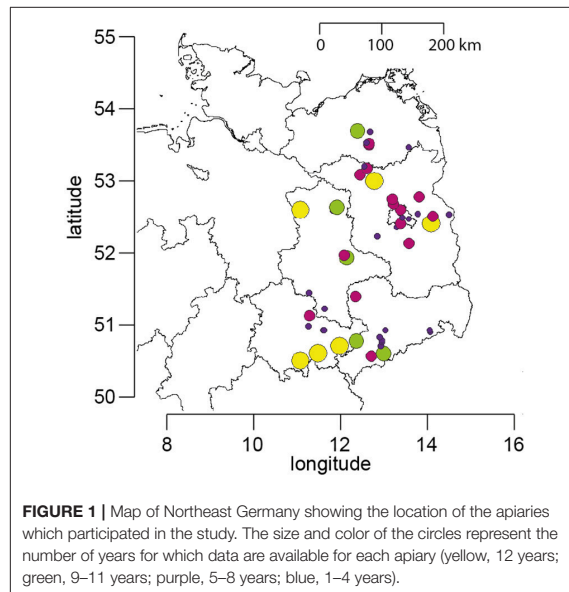 0 100 200 km
55
54
53
52
51
50
latitude
8 10 12 14 16
longitude
FIGURE 1 | Map of Northeast Germany showing the location of the apiaries
which participated in the study. The size and color of the circles represent the
number of years for which data are available for each apiary (yellow, 12 years;
green, 9–11 years; purple, 5–8 years; blue, 1–4 years).